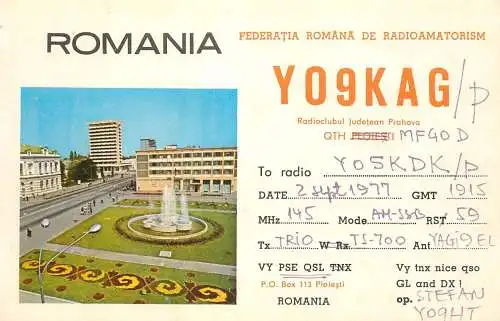 ROMANIA
FEDERAȚIA ROMÂNĂ DE RADIOAMATORISM
YO9KAG/p
Radioclubul Județean Prahova
QTH PLOIEȘTI MF40D
To radio YO5KDK/p
DATE 2 sept 1977 GMT 1915
MHz 145 Mode AM-SSB RST 59
Tx TRIO W Rx TS-700 Ant YAGI 9EL
VY PSE QSL TNX
Vy tnx nice qso
P.O. Box 113 Ploiești
GL and DX!
ROMANIA
op. STEFAN
YO9HT